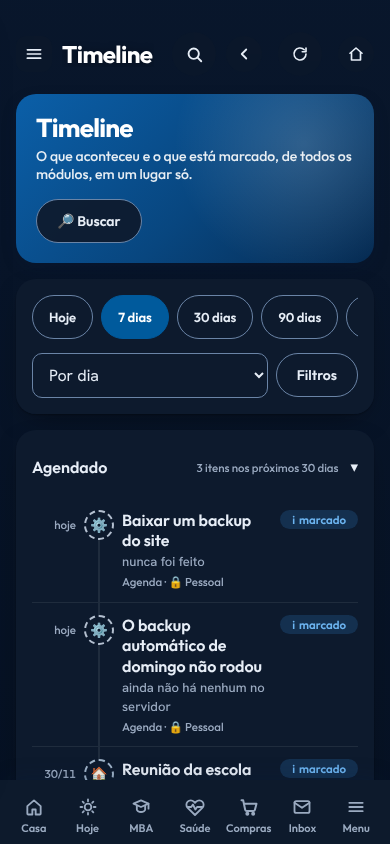 Timeline
Timeline
O que aconteceu e o que está marcado, de todos os
módulos, em um lugar só.
🔎 Buscar
Hoje
7 dias
30 dias
90 dias
Por dia
Filtros
Agendado
3 itens nos próximos 30 dias ▼
hoje
Baixar um backup
do site
i marcado
nunca foi feito
Agenda · 🔒 Pessoal
hoje
O backup
automático de
domingo não rodou
i marcado
ainda não há nenhum no
servidor
Agenda · 🔒 Pessoal
30/11
Reunião da escola
i marcado
Casa
Hoje
MBA
Saúde
Compras
Inbox
Menu